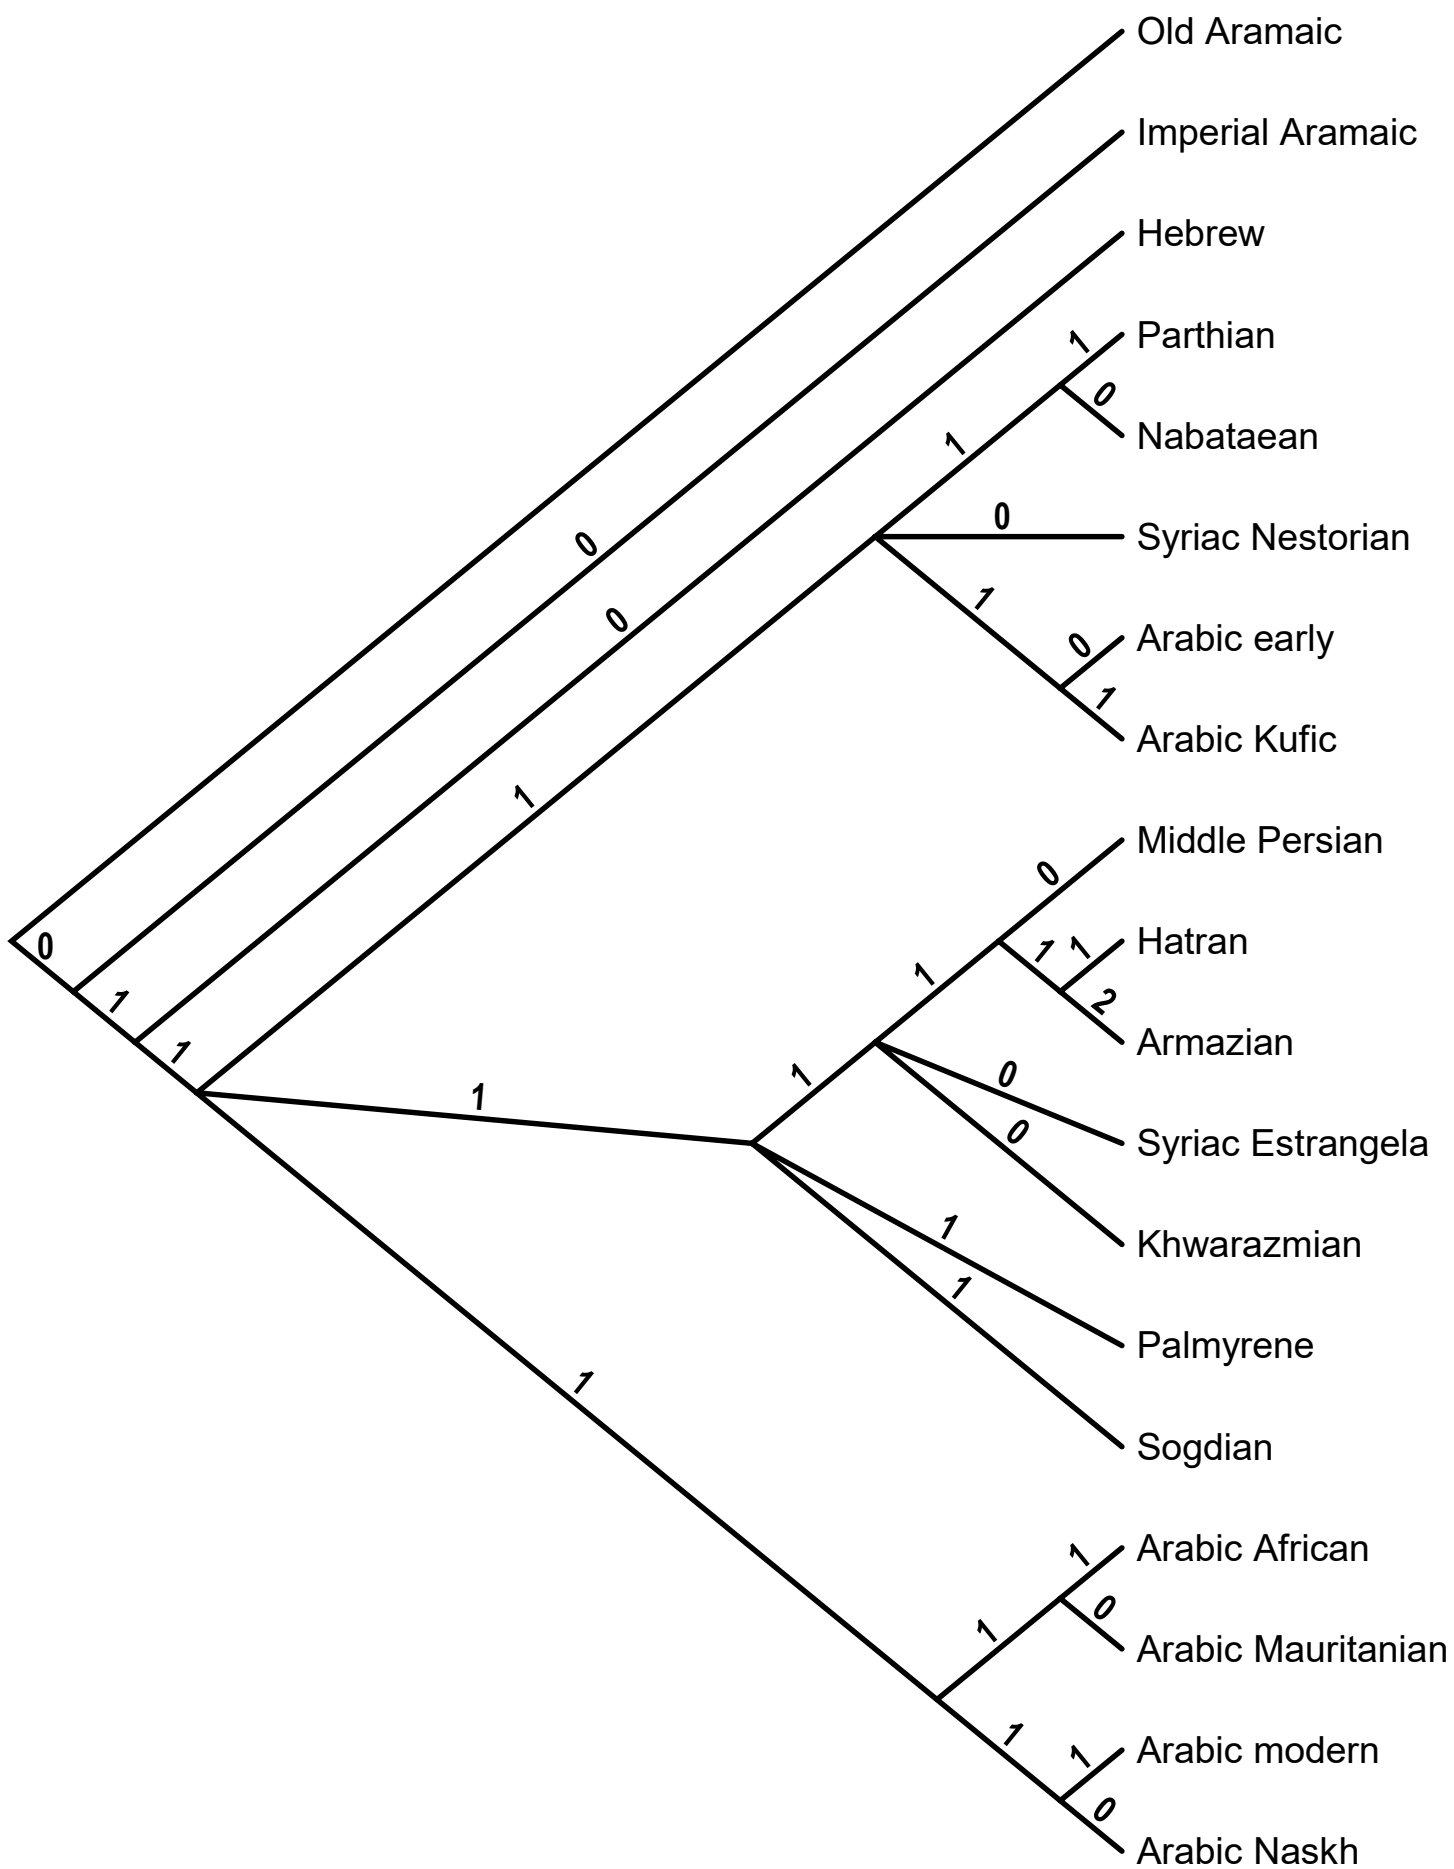 Old Aramaic
Imperial Aramaic
Hebrew
1 Parthian
0
1 Nabataean
0 Syriac Nestorian
0
1
0 Arabic early
0
1 Arabic Kufic
1
0 Middle Persian
0
1
1 1 Hatran
1
2 Armazian
1
1
0 Syriac Estrangela
1
0
Khwarazmian
1
1 Palmyrene
1
Sogdian
1 Arabic African
0
1 Arabic Mauritanian
1
1 Arabic modern
0
Arabic Naskh